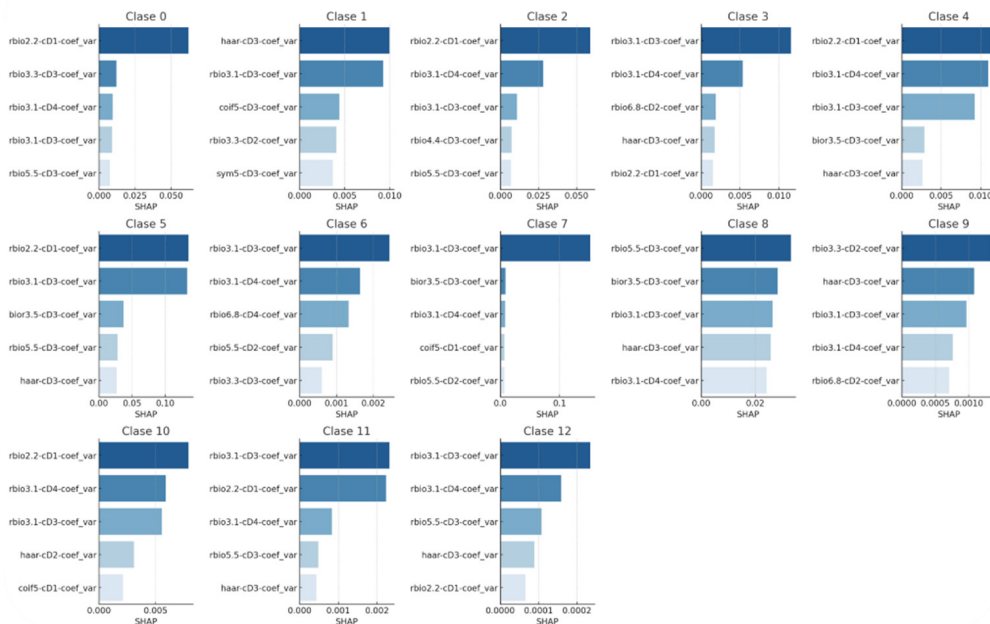 Clase 0
rbio2.2-cD1-coef_var
rbio3.3-cD3-coef_var
rbio3.1-cD4-coef_var
rbio3.1-cD3-coef_var
rbio5.5-cD3-coef_var
0.000 0.025 0.050
SHAP
Clase 1
haar-cD3-coef_var
rbio3.1-cD3-coef_var
coif5-cD3-coef_var
rbio3.3-cD2-coef_var
sym5-cD3-coef_var
0.000 0.005 0.010
SHAP
Clase 2
rbio2.2-cD1-coef_var
rbio3.1-cD4-coef_var
rbio3.1-cD3-coef_var
rbio4.4-cD3-coef_var
rbio5.5-cD3-coef_var
0.000 0.025 0.050
SHAP
Clase 3
rbio3.1-cD3-coef_var
rbio3.1-cD4-coef_var
rbio6.8-cD2-coef_var
haar-cD3-coef_var
rbio2.2-cD1-coef_var
0.000 0.005 0.010
SHAP
Clase 4
rbio2.2-cD1-coef_var
rbio3.1-cD4-coef_var
rbio3.1-cD3-coef_var
bior3.5-cD3-coef_var
haar-cD3-coef_var
0.000 0.005 0.010
SHAP
Clase 5
rbio2.2-cD1-coef_var
rbio3.1-cD3-coef_var
bior3.5-cD3-coef_var
rbio5.5-cD3-coef_var
haar-cD3-coef_var
0.00 0.05 0.10
SHAP
Clase 6
rbio3.1-cD3-coef_var
rbio3.1-cD4-coef_var
rbio6.8-cD4-coef_var
rbio5.5-cD2-coef_var
rbio3.3-cD3-coef_var
0.000 0.001 0.002
SHAP
Clase 7
rbio3.1-cD3-coef_var
bior3.5-cD3-coef_var
rbio3.1-cD4-coef_var
coif5-cD1-coef_var
rbio5.5-cD2-coef_var
0.0 0.1
SHAP
Clase 8
rbio5.5-cD3-coef_var
bior3.5-cD3-coef_var
rbio3.1-cD3-coef_var
haar-cD3-coef_var
rbio3.1-cD4-coef_var
0.02
SHAP
Clase 9
rbio3.3-cD2-coef_var
haar-cD3-coef_var
rbio3.1-cD3-coef_var
rbio3.1-cD4-coef_var
rbio6.8-cD2-coef_var
0.0000 0.0005 0.0010
SHAP
Clase 10
rbio2.2-cD1-coef_var
rbio3.1-cD4-coef_var
rbio3.1-cD3-coef_var
haar-cD2-coef_var
coif5-cD1-coef_var
0.000 0.005
SHAP
Clase 11
rbio3.1-cD3-coef_var
rbio2.2-cD1-coef_var
rbio3.1-cD4-coef_var
rbio5.5-cD3-coef_var
haar-cD3-coef_var
0.000 0.001 0.002
SHAP
Clase 12
rbio3.1-cD3-coef_var
rbio3.1-cD4-coef_var
rbio5.5-cD3-coef_var
haar-cD3-coef_var
rbio2.2-cD1-coef_var
0.0000 0.0001 0.0002
SHAP